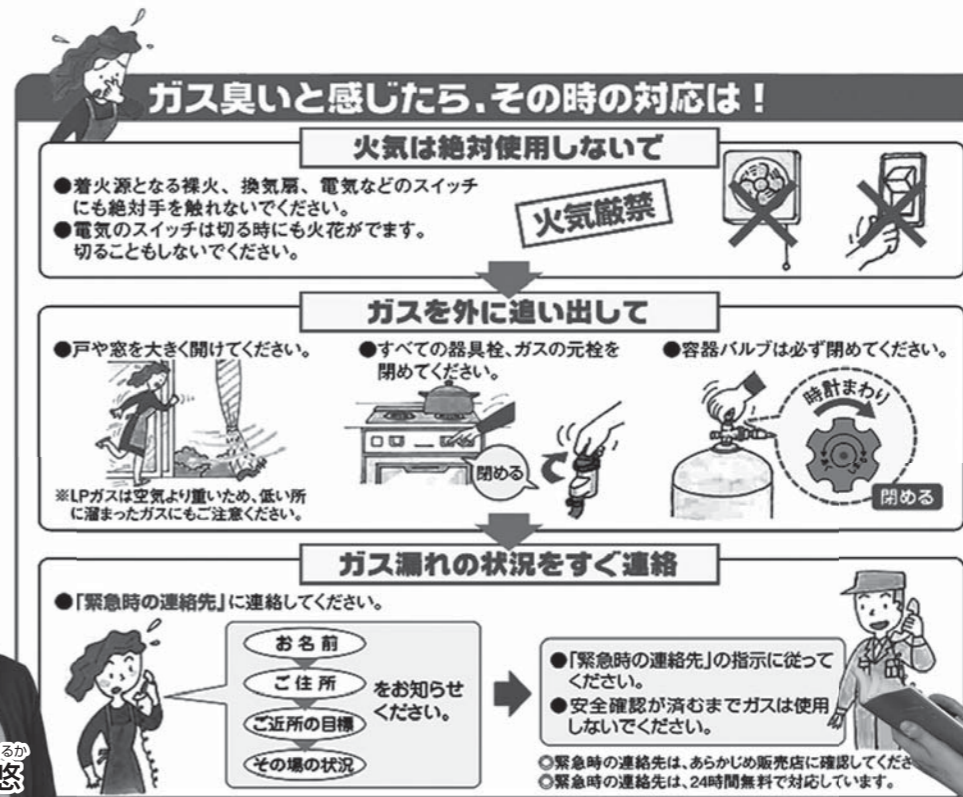 ガス臭いと感じたら、その時の対応は！
火気は絶対使用しないで
●着火源となる裸火、換気扇、電気などのスイッチ
にも絶対手を触れないでください。
●電気のスイッチは切る時にも火花がでます。
切ることもしないでください。
火気厳禁
ガスを外に追い出して
●戸や窓を大きく開けてください。
※LPガスは空気より重いため、低い所
に溜まったガスにもご注意ください。
●すべての器具栓、ガスの元栓を
閉めてください。
閉める
●容器バルブは必ず閉めてください。
時計まわり
閉める
ガス漏れの状況をすぐ連絡
●「緊急時の連絡先」に連絡してください。
お名前
ご住所
ご近所の目標
その場の状況
をお知らせ
ください。
●「緊急時の連絡先」の指示に従って
ください。
●安全確認が済むまでガスは使用
しないでください。
◎緊急時の連絡先は、あらかじめ販売店に確認してくださ
◎緊急時の連絡先は、24時間無料で対応しています。
るか
悠